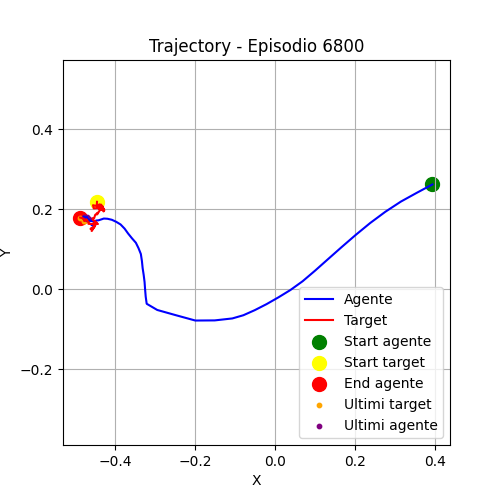 Trajectory - Episodio 6800
Y
0.4
0.2
0.0
−0.2
−0.4
−0.2
0.0
0.2
0.4
X
Agente
Target
Start agente
Start target
End agente
Ultimi target
Ultimi agente